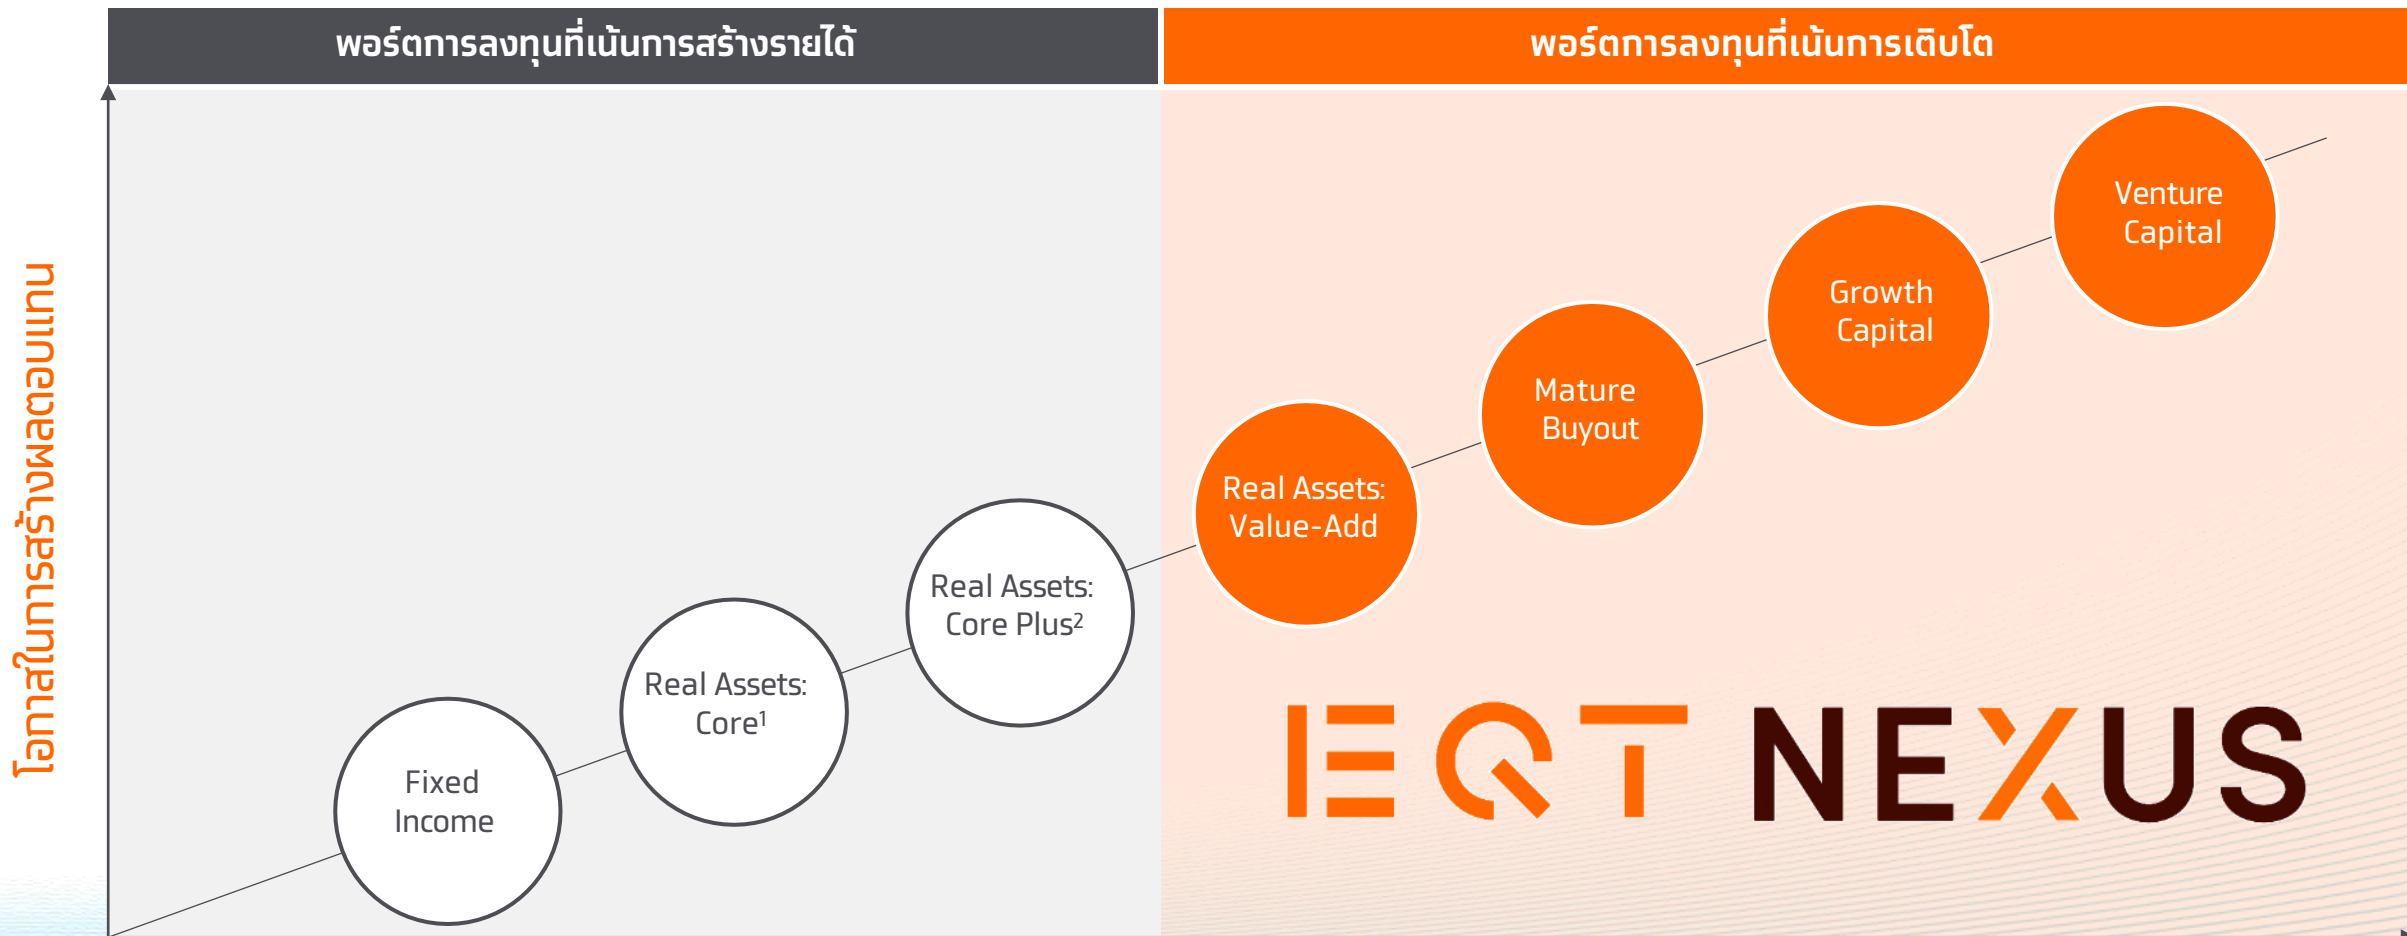 พอร์ตการลงทุนที่เน้นการสร้างรายได้
พอร์ตการลงทุนที่เน้นการเติบโต
โอกาสในการสร้างผลตอบแทน
Fixed
Income
Real Assets:
Core¹
Real Assets:
Core Plus²
Real Assets:
Value-Add
Mature
Buyout
Growth
Capital
Venture
Capital
EQT NEXUS